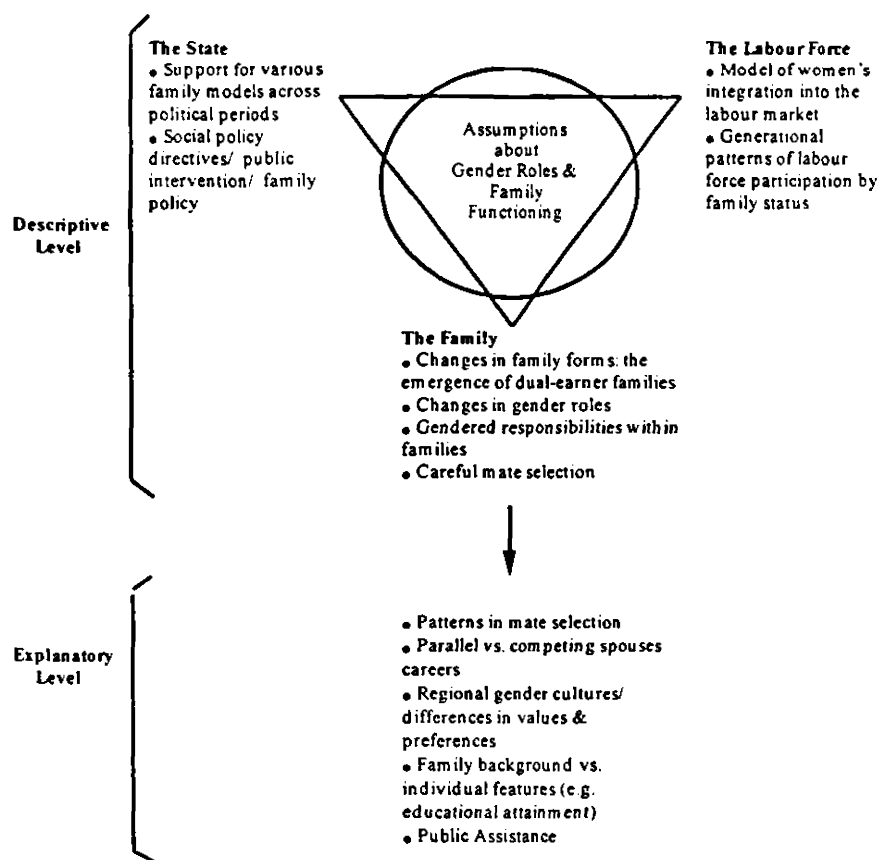 The State
• Support for various
family models across
political periods
• Social policy
directives/ public
intervention/ family
policy
The Labour Force
• Model of women's
integration into the
labour market
• Generational
patterns of labour
force participation by
family status
Assumptions
about
Gender Roles &
Family
Functioning
Descriptive
Level
The Family
• Changes in family forms: the
emergence of dual-earner families
• Changes in gender roles
• Gendered responsibilities within
families
• Careful mate selection
Explanatory
Level
• Patterns in mate selection
• Parallel vs. competing spouses
careers
• Regional gender cultures/
differences in values &
preferences
• Family background vs.
individual features (e.g.
educational attainment)
• Public Assistance